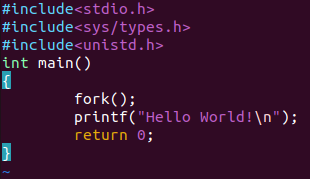 #include<stdio.h>
#include<sys/types.h>
#include<unistd.h>
int main()
{
        fork();
        printf("Hello World!\n");
        return 0;
}
~